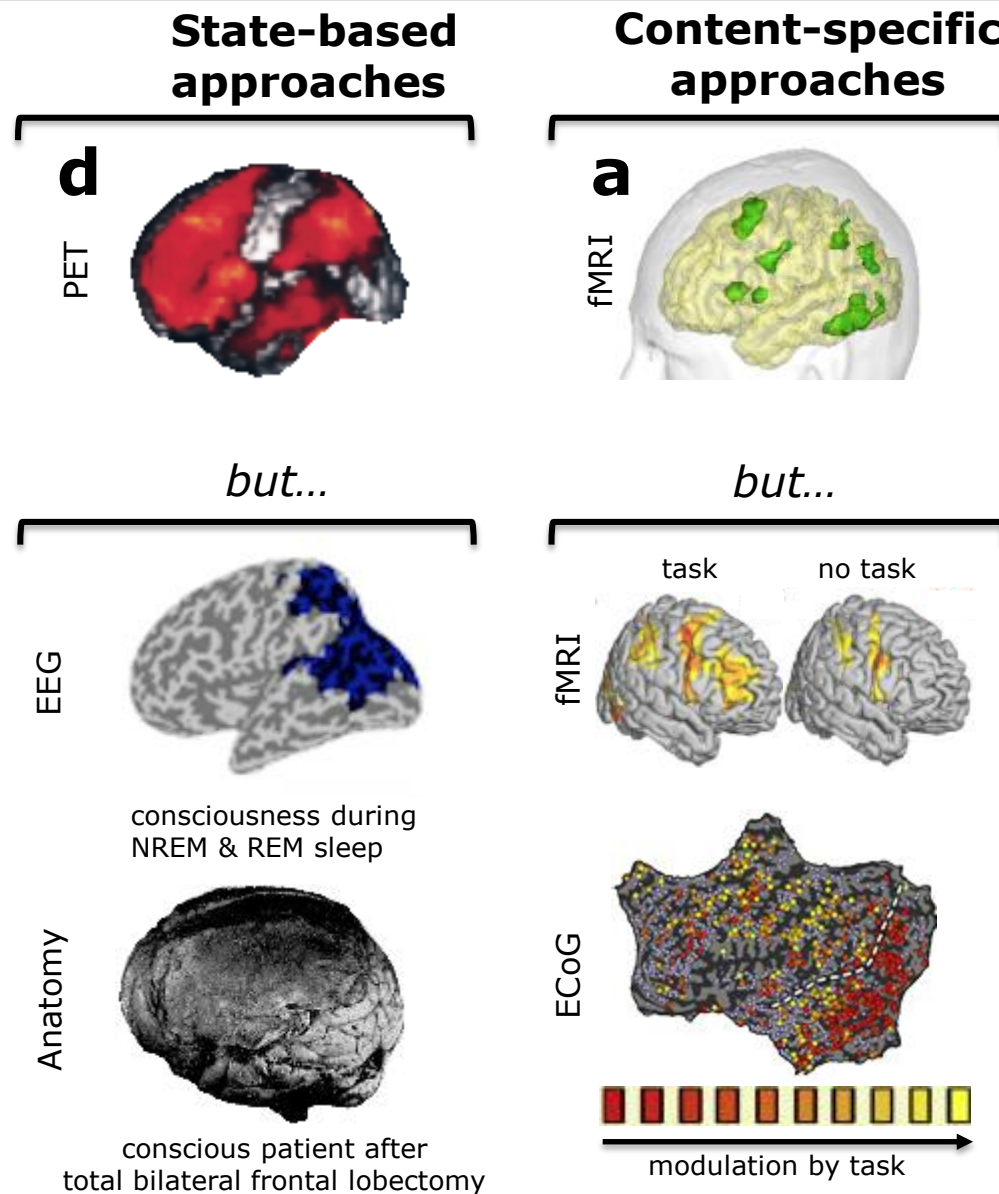 State-based
approaches
d
PET
but...
EEG
consciousness during
NREM & REM sleep
Anatomy
conscious patient after
total bilateral frontal lobectomy
Content-specific
approaches
a
fMRI
but...
task
no task
fMRI
ECoG
modulation by task